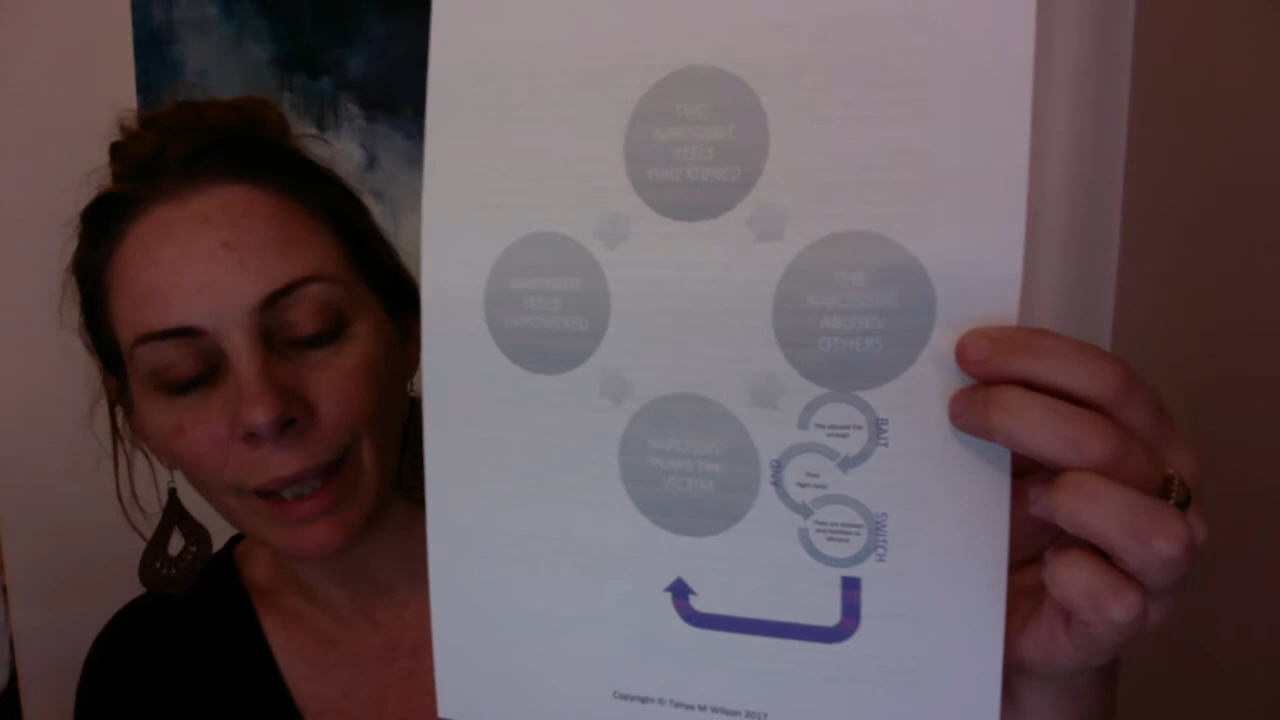 THE
NARCISSIST
FEELS
THREATENED
THE
NARCISSIST
ABUSES
OTHERS
NARCISSIST
FEELS
EMPOWERED
NARCISSIST
PLAYS THE
VICTIM
BAIT
AND
SWITCH
Copyright © Tanya M Wilson 2017